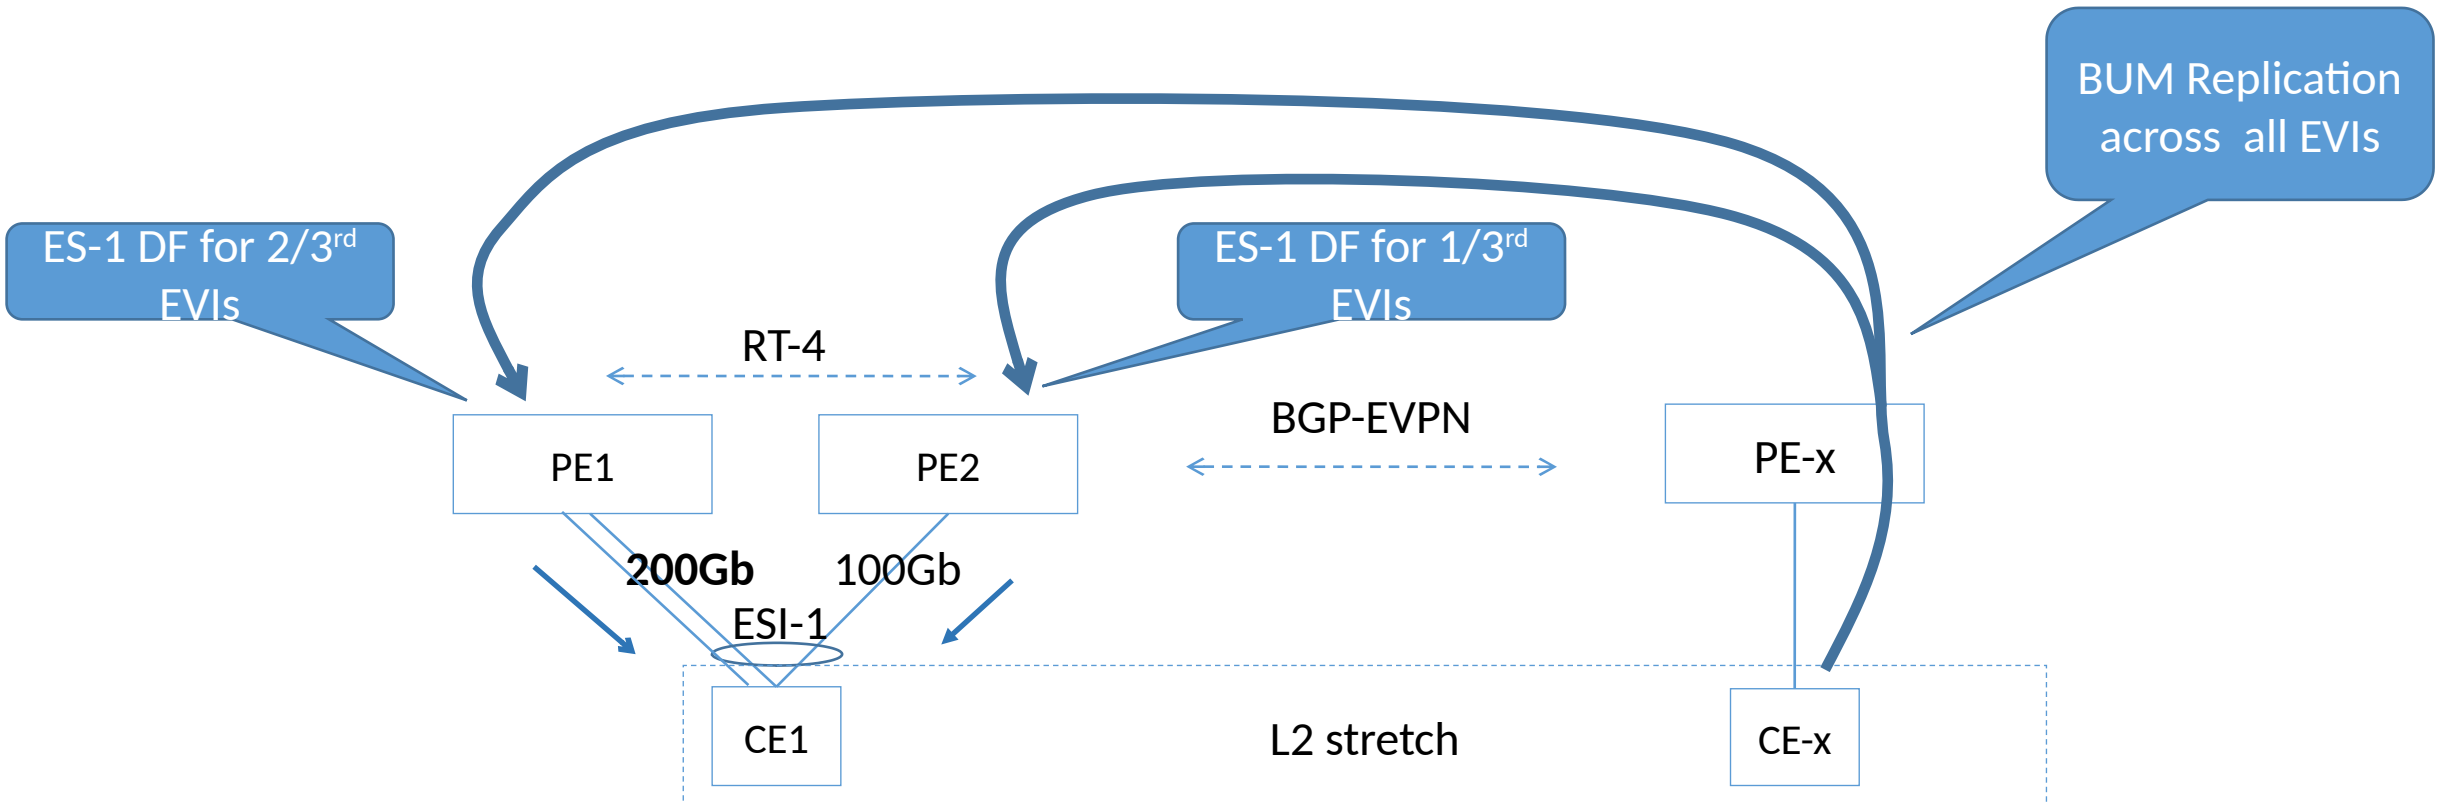 BUM Replication
across all EVIs
ES-1 DF for 2/3rd
EVIs
ES-1 DF for 1/3rd
EVIs
RT-4
BGP-EVPN
PE1
PE2
PE-x
200Gb
100Gb
ESI-1
CE1
L2 stretch
CE-x